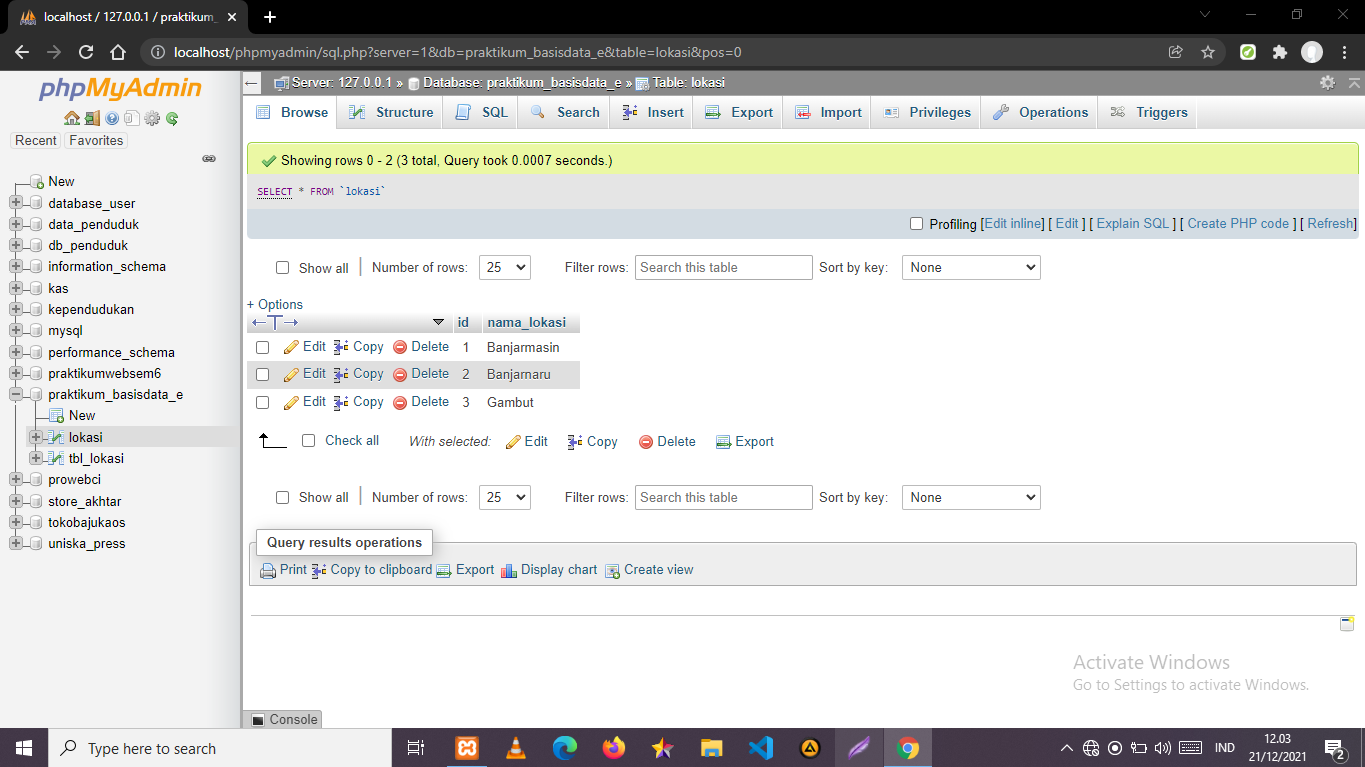 localhost / 127.0.0.1 / praktikum_
localhost/phpmyadmin/sql.php?server=1&db=praktikum_basisdata_e&table=lokasi&pos=0
phpMyAdmin
Recent Favorites
New
database_user
data_penduduk
db_penduduk
information_schema
kas
kependudukan
mysql
performance_schema
praktikumwebsem6
praktikum_basisdata_e
New
lokasi
tbl_lokasi
prowebci
store_akhtar
tokobajukaos
uniska_press
Server: 127.0.0.1 » Database: praktikum_basisdata_e » Table: lokasi
Browse Structure SQL Search Insert Export Import Privileges Operations Triggers
Showing rows 0 - 2 (3 total, Query took 0.0007 seconds.)
SELECT * FROM `lokasi`
Profiling [Edit inline] [ Edit ] [ Explain SQL ] [ Create PHP code ] [ Refresh]
Show all | Number of rows: 25 Filter rows: Search this table Sort by key: None
+ Options
←T→ id nama_lokasi
Edit Copy Delete 1 Banjarmasin
Edit Copy Delete 2 Banjarnaru
Edit Copy Delete 3 Gambut
Check all With selected: Edit Copy Delete Export
Show all | Number of rows: 25 Filter rows: Search this table Sort by key: None
Query results operations
Print Copy to clipboard Export Display chart Create view
Activate Windows
Go to Settings to activate Windows.
Console
Type here to search
IND
12.03
21/12/2021
2